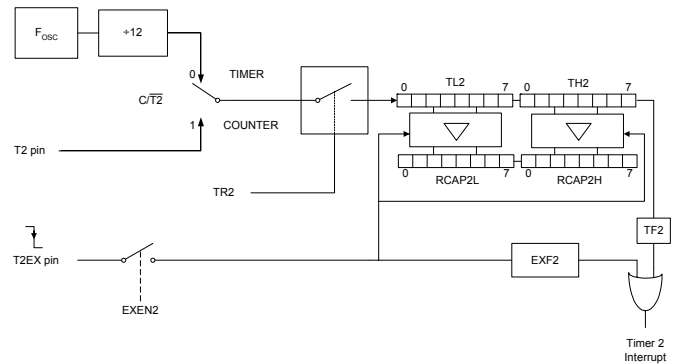 FOSC
÷12
0
TIMER
C/T2
1
COUNTER
T2 pin
TR2
0
TL2
7
0
TH2
7
0
7
0
7
RCAP2L
RCAP2H
TF2
T2EX pin
EXF2
EXEN2
Timer 2
Interrupt